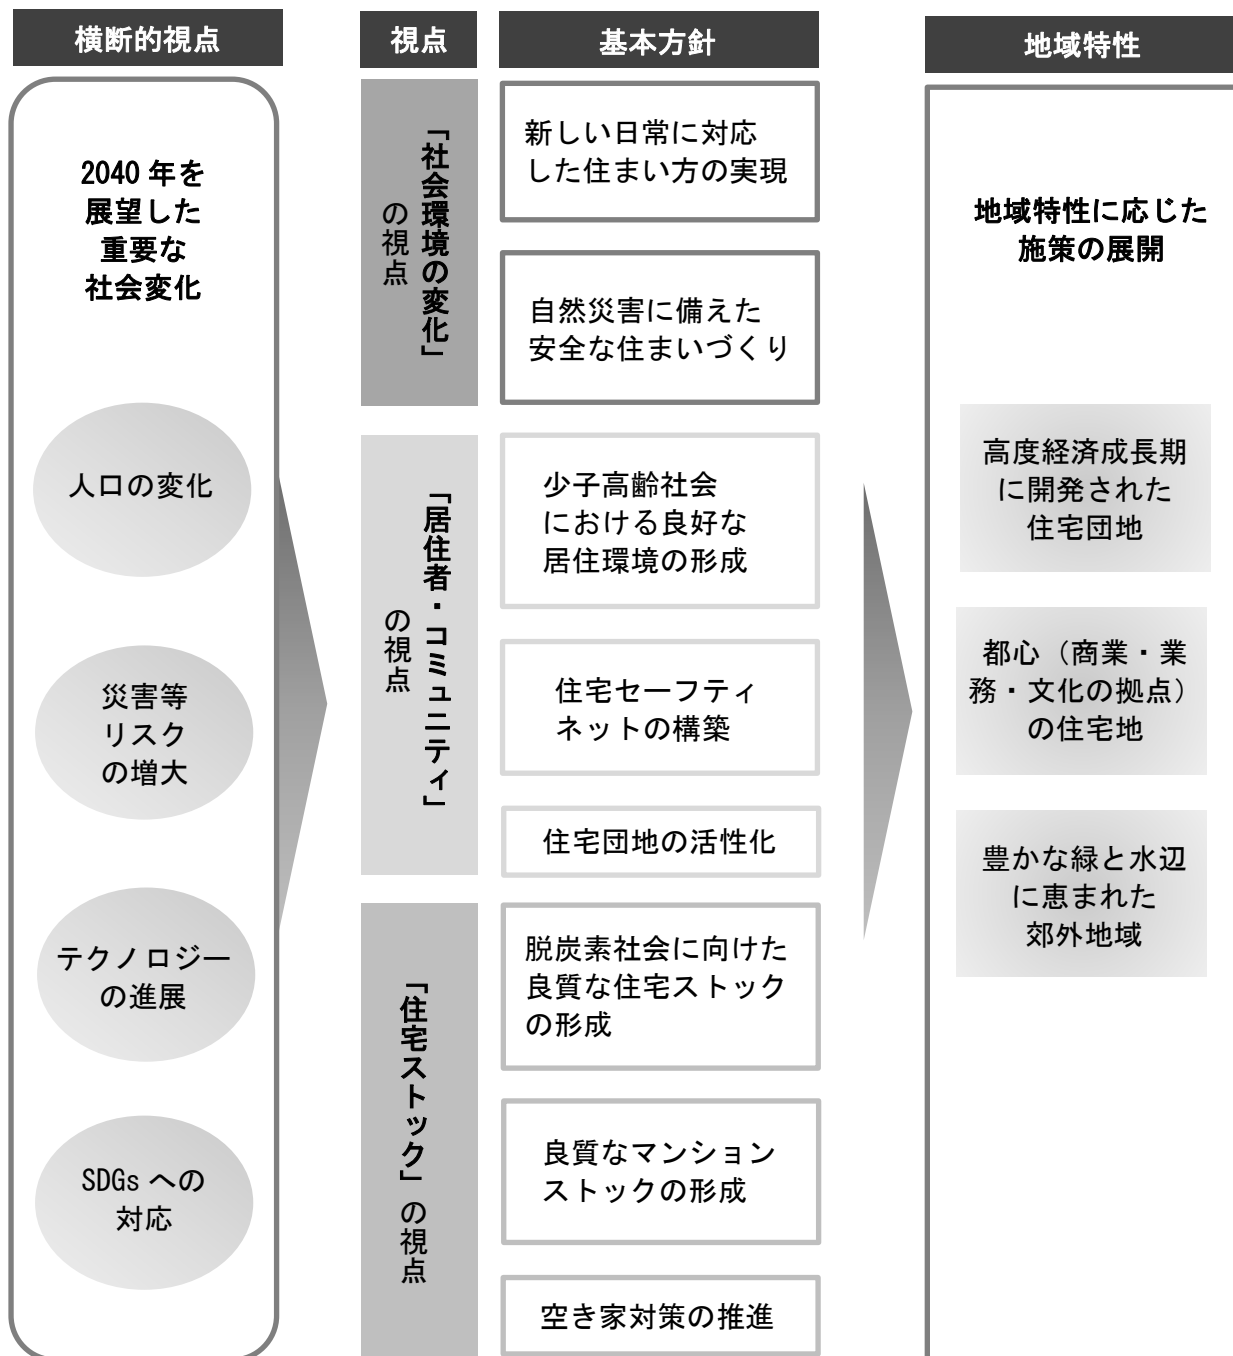 横断的視点
2040 年を
展望した
重要な
社会変化
人口の変化
災害等
リスク
の増大
テクノロジー
の進展
SDGs への
対応
視点
「社会環境の変化」
の視点
「居住者・コミュニティ」
の視点
「住宅ストック」の視点
基本方針
新しい日常に対応
した住まい方の実現
自然災害に備えた
安全な住まいづくり
少子高齢社会
における良好な
居住環境の形成
住宅セーフティ
ネットの構築
住宅団地の活性化
脱炭素社会に向けた
良質な住宅ストック
の形成
良質なマンション
ストックの形成
空き家対策の推進
地域特性
地域特性に応じた
施策の展開
高度経済成長期
に開発された
住宅団地
都心（商業・業
務・文化の拠点）
の住宅地
豊かな緑と水辺
に恵まれた
郊外地域